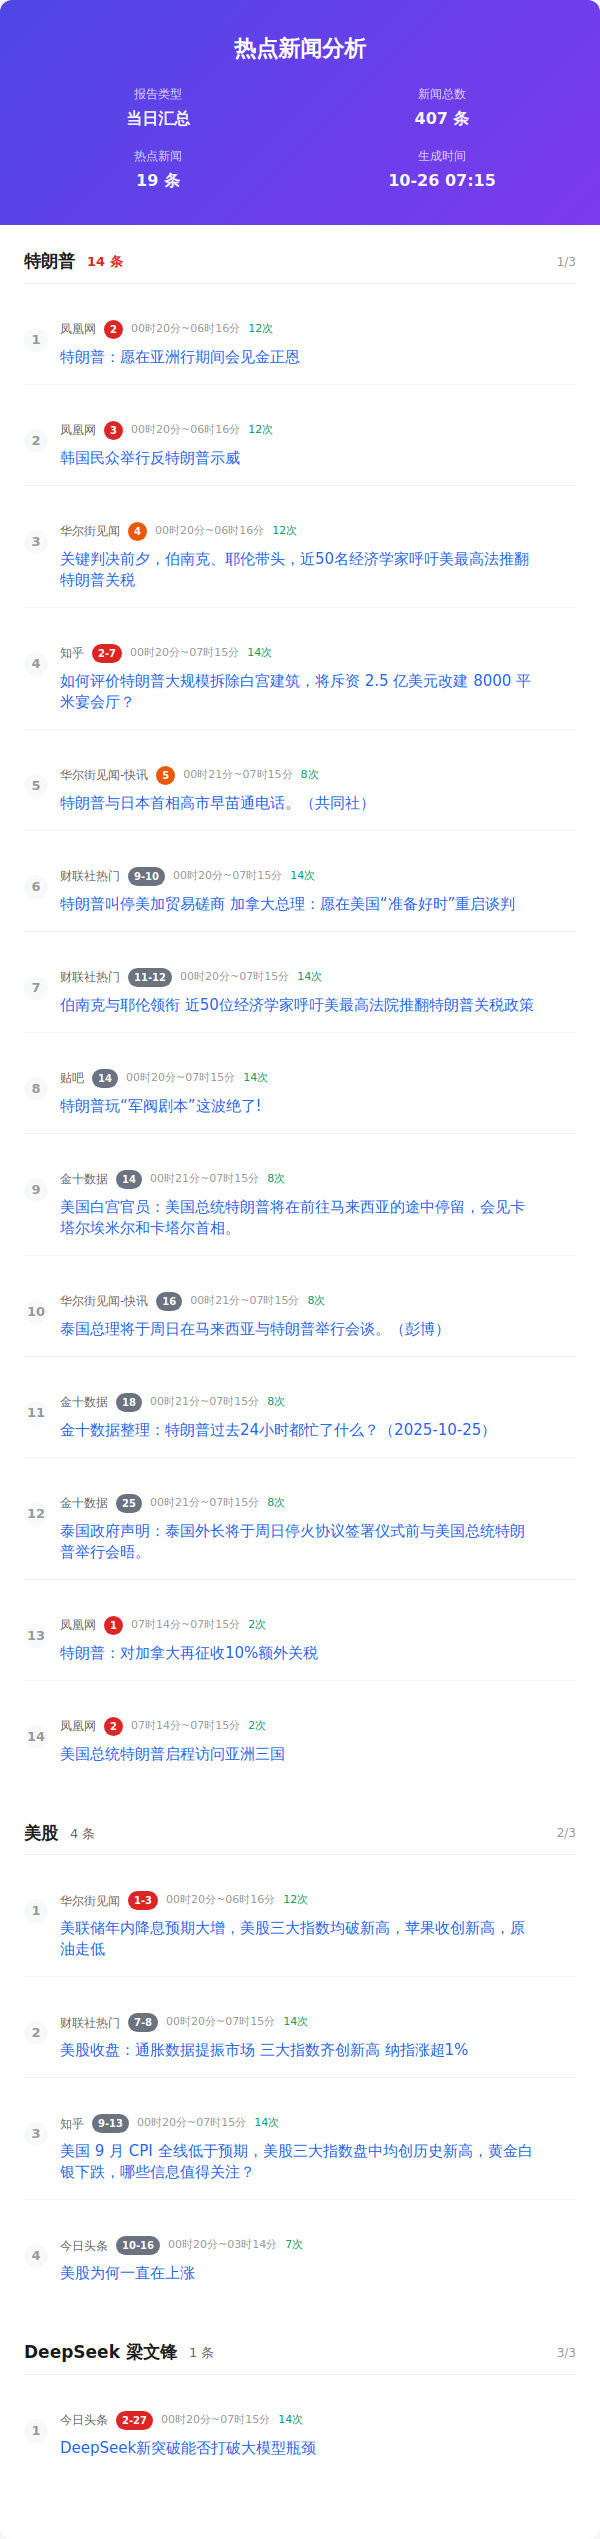 热点新闻分析
报告类型
当日汇总
新闻总数
407 条
热点新闻
19 条
生成时间
10-26 07:15
特朗普 14 条 1/3
1 凤凰网 2 00时20分~06时16分 12次
特朗普：愿在亚洲行期间会见金正恩
2 凤凰网 3 00时20分~06时16分 12次
韩国民众举行反特朗普示威
3 华尔街见闻 4 00时20分~06时16分 12次
关键判决前夕，伯南克、耶伦带头，近50名经济学家呼吁美最高法推翻
特朗普关税
4 知乎 2-7 00时20分~07时15分 14次
如何评价特朗普大规模拆除白宫建筑，将斥资 2.5 亿美元改建 8000 平
米宴会厅？
5 华尔街见闻-快讯 5 00时21分~07时15分 8次
特朗普与日本首相高市早苗通电话。（共同社）
6 财联社热门 9-10 00时20分~07时15分 14次
特朗普叫停美加贸易磋商 加拿大总理：愿在美国“准备好时”重启谈判
7 财联社热门 11-12 00时20分~07时15分 14次
伯南克与耶伦领衔 近50位经济学家呼吁美最高法院推翻特朗普关税政策
8 贴吧 14 00时20分~07时15分 14次
特朗普玩“军阀剧本”这波绝了!
9 金十数据 14 00时21分~07时15分 8次
美国白宫官员：美国总统特朗普将在前往马来西亚的途中停留，会见卡
塔尔埃米尔和卡塔尔首相。
10 华尔街见闻-快讯 16 00时21分~07时15分 8次
泰国总理将于周日在马来西亚与特朗普举行会谈。（彭博）
11 金十数据 18 00时21分~07时15分 8次
金十数据整理：特朗普过去24小时都忙了什么？（2025-10-25）
12 金十数据 25 00时21分~07时15分 8次
泰国政府声明：泰国外长将于周日停火协议签署仪式前与美国总统特朗
普举行会晤。
13 凤凰网 1 07时14分~07时15分 2次
特朗普：对加拿大再征收10%额外关税
14 凤凰网 2 07时14分~07时15分 2次
美国总统特朗普启程访问亚洲三国
美股 4 条 2/3
1 华尔街见闻 1-3 00时20分~06时16分 12次
美联储年内降息预期大增，美股三大指数均破新高，苹果收创新高，原
油走低
2 财联社热门 7-8 00时20分~07时15分 14次
美股收盘：通胀数据提振市场 三大指数齐创新高 纳指涨超1%
3 知乎 9-13 00时20分~07时15分 14次
美国 9 月 CPI 全线低于预期，美股三大指数盘中均创历史新高，黄金白
银下跌，哪些信息值得关注？
4 今日头条 10-16 00时20分~03时14分 7次
美股为何一直在上涨
DeepSeek 梁文锋 1 条 3/3
1 今日头条 2-27 00时20分~07时15分 14次
DeepSeek新突破能否打破大模型瓶颈